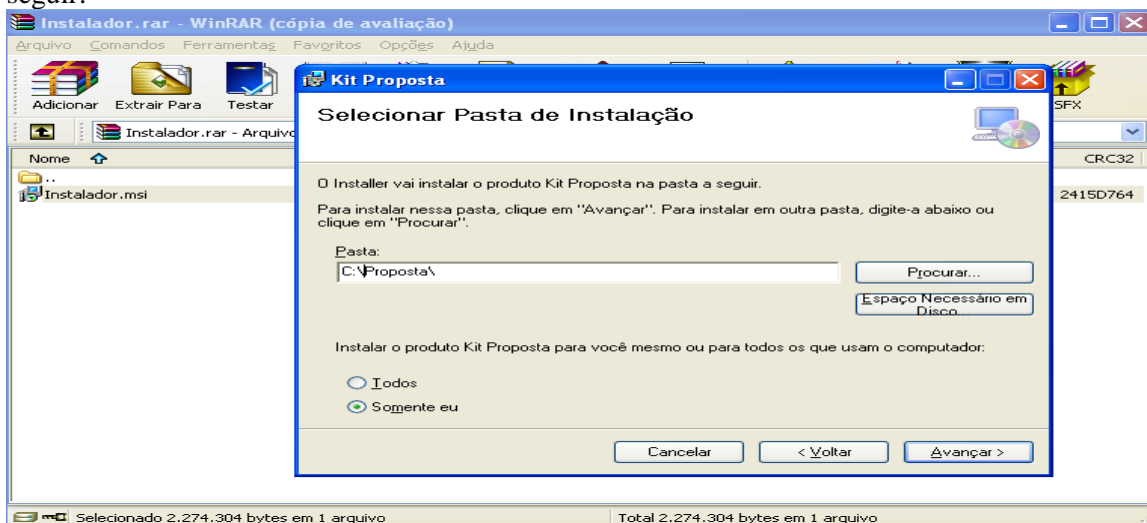 seguir:
Instalador.rar - WinRAR (cópia de avaliação)
Arquivo Comandos Ferramentas Favoritos Opções Ajuda
Adicionar Extrair Para Testar SFX
Instalador.rar - Arquivo
Nome CRC32
..
Instalador.msi 2415D764
Kit Proposta
Selecionar Pasta de Instalação
O Installer vai instalar o produto Kit Proposta na pasta a seguir.
Para instalar nessa pasta, clique em "Avançar". Para instalar em outra pasta, digite-a abaixo ou
clique em "Procurar".
Pasta:
C:\Proposta\
Procurar...
Espaço Necessário em
Disco...
Instalar o produto Kit Proposta para você mesmo ou para todos os que usam o computador:
Todos
Somente eu
Cancelar < Voltar Avançar >
Selecionado 2.274.304 bytes em 1 arquivo Total 2.274.304 bytes em 1 arquivo